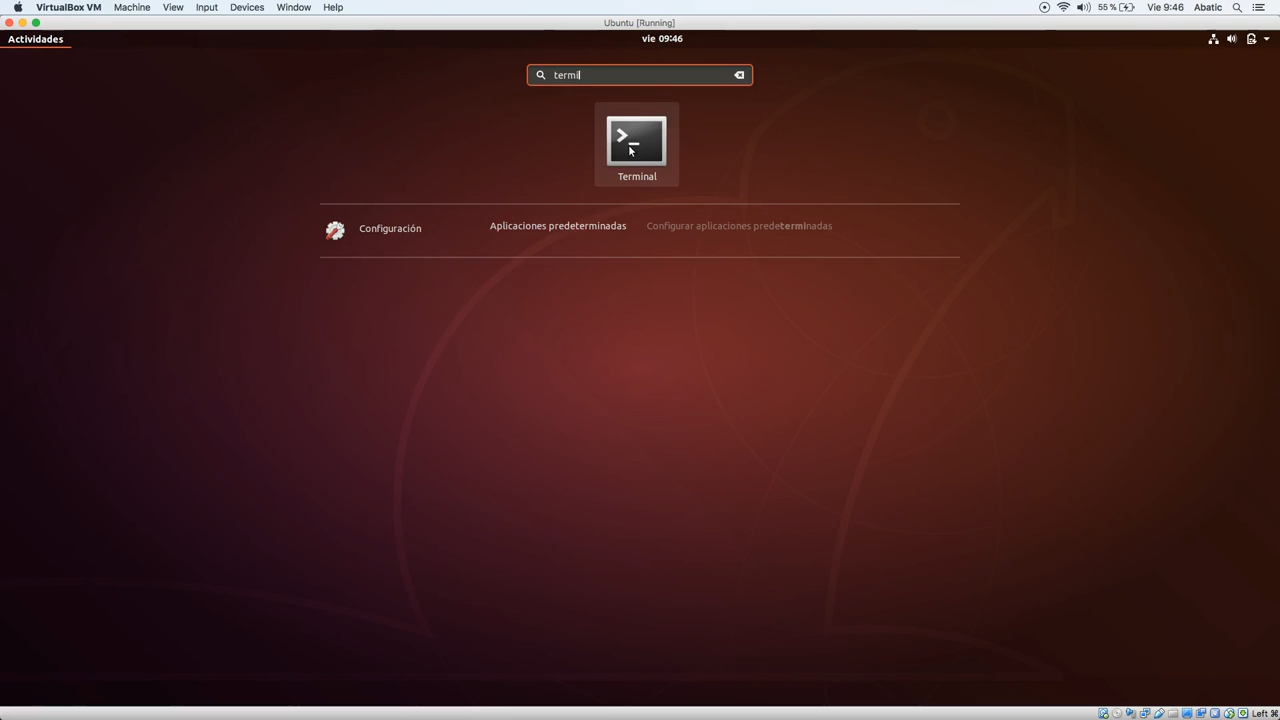 VirtualBox VM Machine View Input Devices Window Help 55 % Vie 9:46 Abatic
Ubuntu [Running]
Actividades vie 09:46
termi
Terminal
Configuración Aplicaciones predeterminadas Configurar aplicaciones predeterminadas
Left ⌘